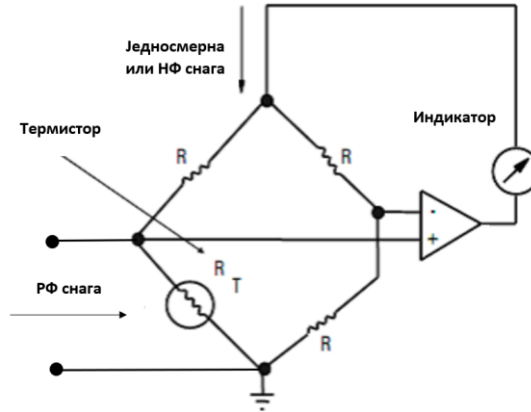 Једносмерна
или НФ снага
Индикатор
Термистор
R
R
-
+
R
T
РФ снага
R